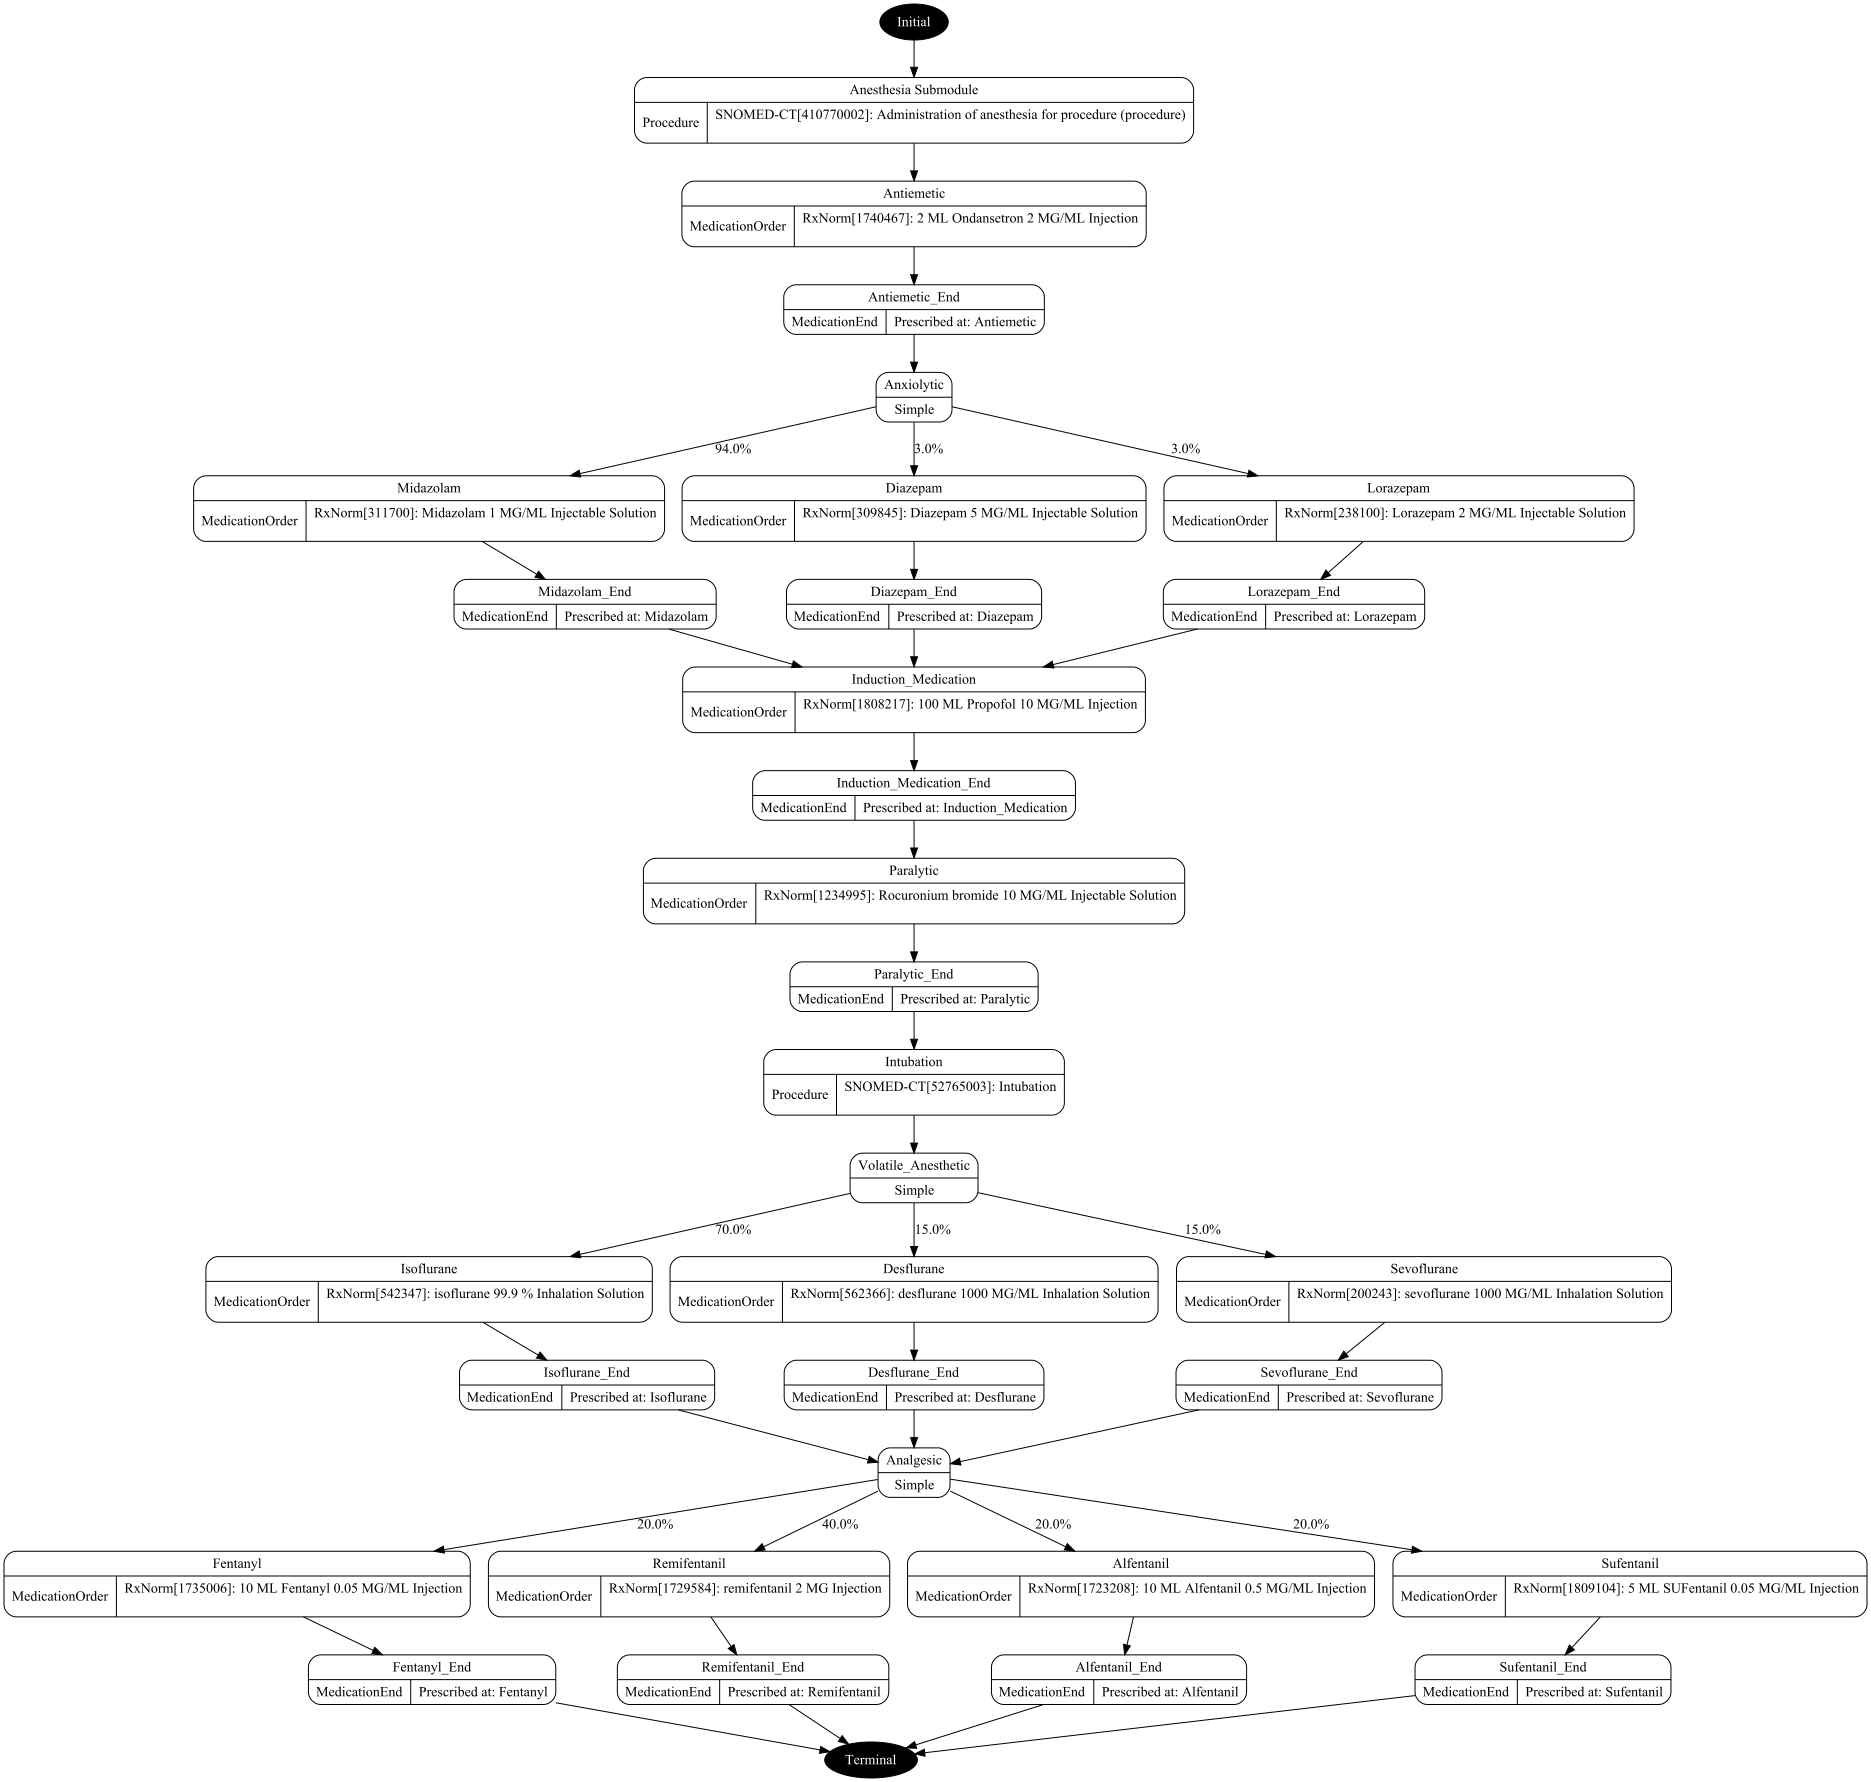 Initial
Anesthesia Submodule
Procedure
SNOMED-CT[410770002]: Administration of anesthesia for procedure (procedure)
Antiemetic
MedicationOrder
RxNorm[1740467]: 2 ML Ondansetron 2 MG/ML Injection
Antiemetic_End
MedicationEnd
Prescribed at: Antiemetic
Anxiolytic
Simple
94.0%
3.0%
3.0%
Midazolam
MedicationOrder
RxNorm[311700]: Midazolam 1 MG/ML Injectable Solution
Diazepam
MedicationOrder
RxNorm[309845]: Diazepam 5 MG/ML Injectable Solution
Lorazepam
MedicationOrder
RxNorm[238100]: Lorazepam 2 MG/ML Injectable Solution
Midazolam_End
MedicationEnd
Prescribed at: Midazolam
Diazepam_End
MedicationEnd
Prescribed at: Diazepam
Lorazepam_End
MedicationEnd
Prescribed at: Lorazepam
Induction_Medication
MedicationOrder
RxNorm[1808217]: 100 ML Propofol 10 MG/ML Injection
Induction_Medication_End
MedicationEnd
Prescribed at: Induction_Medication
Paralytic
MedicationOrder
RxNorm[1234995]: Rocuronium bromide 10 MG/ML Injectable Solution
Paralytic_End
MedicationEnd
Prescribed at: Paralytic
Intubation
Procedure
SNOMED-CT[52765003]: Intubation
Volatile_Anesthetic
Simple
70.0%
15.0%
15.0%
Isoflurane
MedicationOrder
RxNorm[542347]: isoflurane 99.9 % Inhalation Solution
Desflurane
MedicationOrder
RxNorm[562366]: desflurane 1000 MG/ML Inhalation Solution
Sevoflurane
MedicationOrder
RxNorm[200243]: sevoflurane 1000 MG/ML Inhalation Solution
Isoflurane_End
MedicationEnd
Prescribed at: Isoflurane
Desflurane_End
MedicationEnd
Prescribed at: Desflurane
Sevoflurane_End
MedicationEnd
Prescribed at: Sevoflurane
Analgesic
Simple
20.0%
40.0%
20.0%
20.0%
Fentanyl
MedicationOrder
RxNorm[1735006]: 10 ML Fentanyl 0.05 MG/ML Injection
Remifentanil
MedicationOrder
RxNorm[1729584]: remifentanil 2 MG Injection
Alfentanil
MedicationOrder
RxNorm[1723208]: 10 ML Alfentanil 0.5 MG/ML Injection
Sufentanil
MedicationOrder
RxNorm[1809104]: 5 ML SUFentanil 0.05 MG/ML Injection
Fentanyl_End
MedicationEnd
Prescribed at: Fentanyl
Remifentanil_End
MedicationEnd
Prescribed at: Remifentanil
Alfentanil_End
MedicationEnd
Prescribed at: Alfentanil
Sufentanil_End
MedicationEnd
Prescribed at: Sufentanil
Terminal